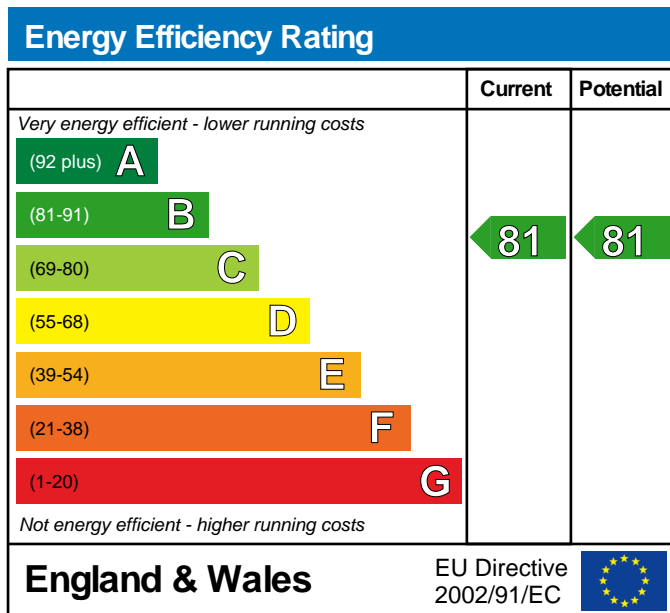 Energy Efficiency Rating
Current Potential
Very energy efficient - lower running costs
(92 plus) A
(81-91) B
81 81
(69-80) C
(55-68) D
(39-54) E
(21-38) F
(1-20) G
Not energy efficient - higher running costs
England & Wales
EU Directive
2002/91/EC